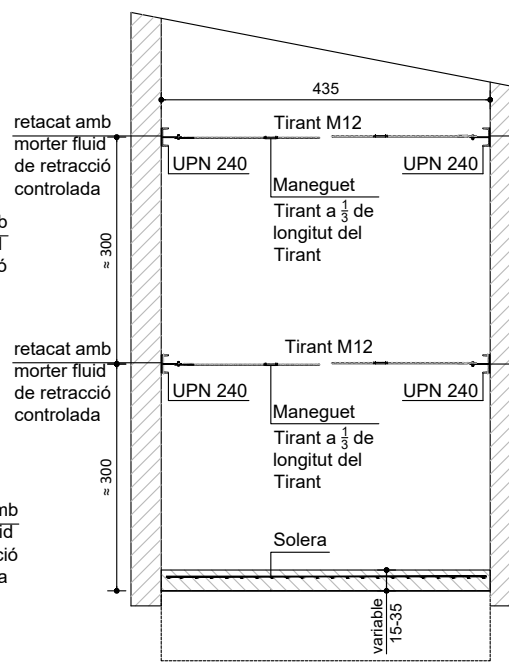 435
retacat amb
morter fluid
de retracció
controlada
Tirant M12
UPN 240
UPN 240
Maneguet
Tirant a 1/3 de
longitut del
Tirant
≈ 300
retacat amb
morter fluid
de retracció
controlada
Tirant M12
UPN 240
UPN 240
Maneguet
Tirant a 1/3 de
longitut del
Tirant
≈ 300
Solera
variable
15-35